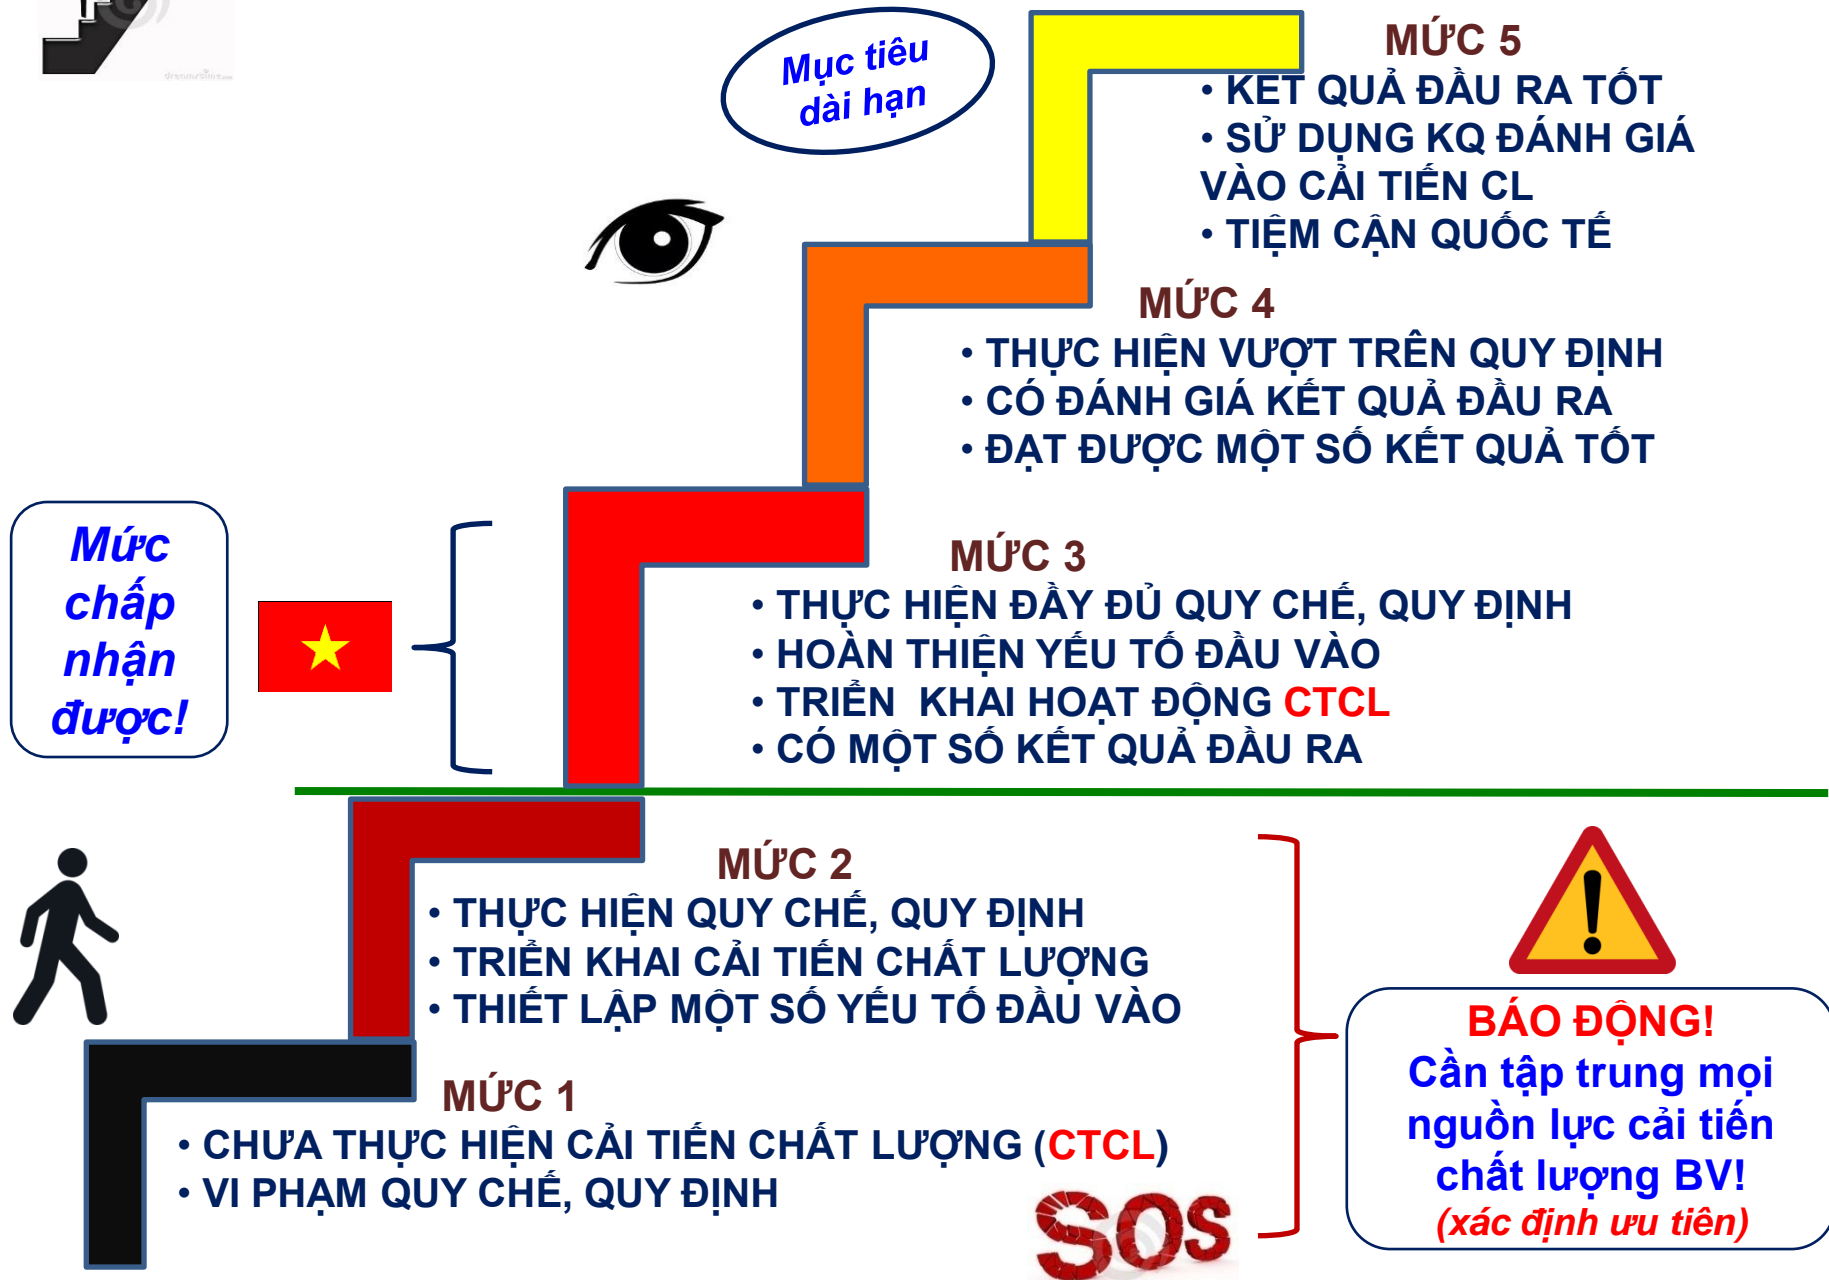 Mục tiêu
dài hạn
MỨC 5
• KẾT QUẢ ĐẦU RA TỐT
• SỬ DỤNG KQ ĐÁNH GIÁ
VÀO CẢI TIẾN CL
• TIỆM CẬN QUỐC TẾ
MỨC 4
• THỰC HIỆN VƯỢT TRÊN QUY ĐỊNH
• CÓ ĐÁNH GIÁ KẾT QUẢ ĐẦU RA
• ĐẠT ĐƯỢC MỘT SỐ KẾT QUẢ TỐT
Mức
chấp
nhận
được!
MỨC 3
• THỰC HIỆN ĐẦY ĐỦ QUY CHẾ, QUY ĐỊNH
• HOÀN THIỆN YẾU TỐ ĐẦU VÀO
• TRIỂN KHAI HOẠT ĐỘNG CTCL
• CÓ MỘT SỐ KẾT QUẢ ĐẦU RA
MỨC 2
• THỰC HIỆN QUY CHẾ, QUY ĐỊNH
• TRIỂN KHAI CẢI TIẾN CHẤT LƯỢNG
• THIẾT LẬP MỘT SỐ YẾU TỐ ĐẦU VÀO
MỨC 1
• CHƯA THỰC HIỆN CẢI TIẾN CHẤT LƯỢNG (CTCL)
• VI PHẠM QUY CHẾ, QUY ĐỊNH
SOS
BÁO ĐỘNG!
Cần tập trung mọi
nguồn lực cải tiến
chất lượng BV!
(xác định ưu tiên)